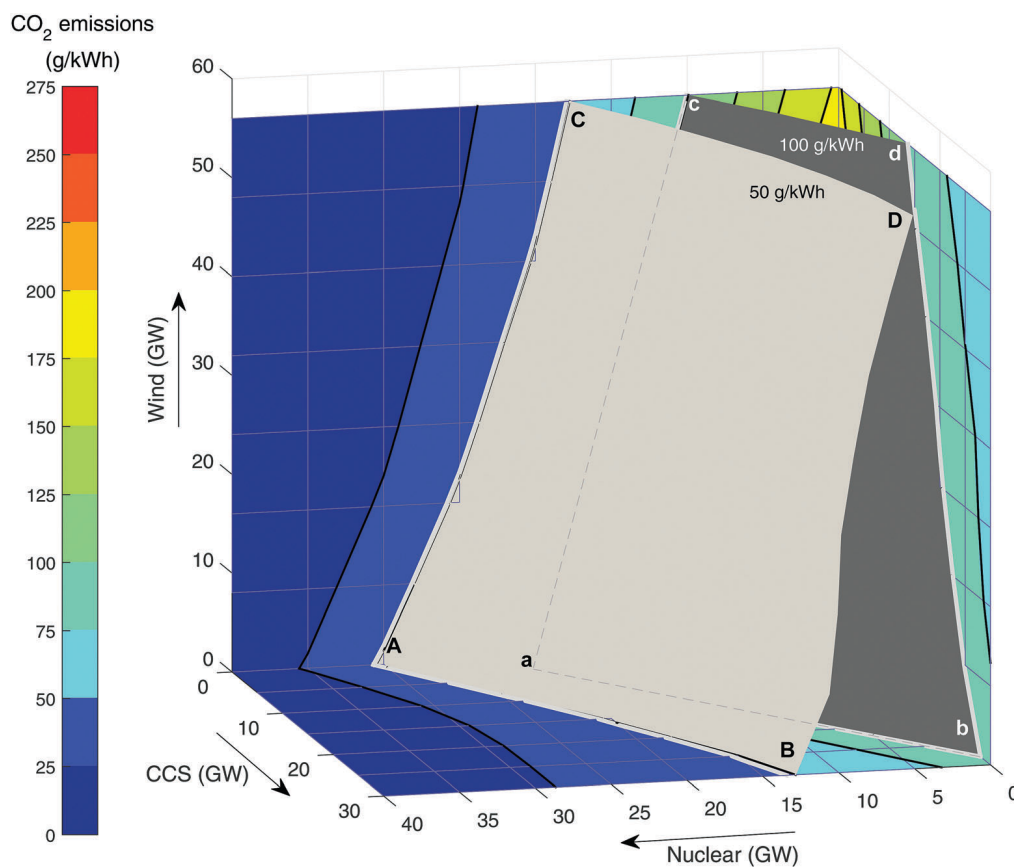 CO2 emissions
(g/kWh)
275
250
225
200
175
150
125
100
75
50
25
0
60
50
40
30
20
10
0
Wind (GW)
0
10
20
30
CCS (GW)
40
35
30
25
20
15
10
5
0
Nuclear (GW)
C
c
100 g/kWh
d
50 g/kWh
D
A
a
b
B